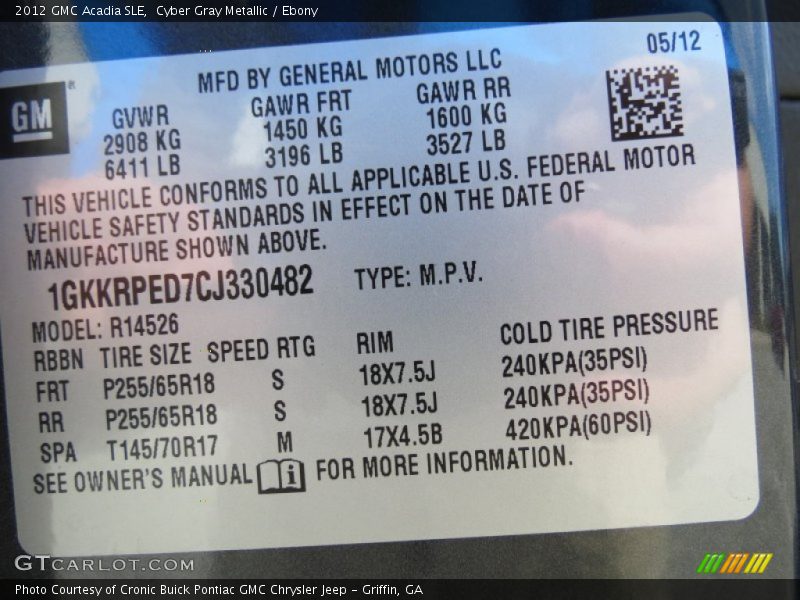 2012 GMC Acadia SLE, Cyber Gray Metallic / Ebony
05/12
MFD BY GENERAL MOTORS LLC
GM®
GVWR GAWR FRT GAWR RR
2908 KG 1450 KG 1600 KG
6411 LB 3196 LB 3527 LB
THIS VEHICLE CONFORMS TO ALL APPLICABLE U.S. FEDERAL MOTOR
VEHICLE SAFETY STANDARDS IN EFFECT ON THE DATE OF
MANUFACTURE SHOWN ABOVE.
1GKKRPED7CJ330482 TYPE: M.P.V.
MODEL: R14526
RBBN TIRE SIZE SPEED RTG RIM COLD TIRE PRESSURE
FRT P255/65R18 S 18X7.5J 240KPA(35PSI)
RR P255/65R18 S 18X7.5J 240KPA(35PSI)
SPA T145/70R17 M 17X4.5B 420KPA(60PSI)
SEE OWNER'S MANUAL i FOR MORE INFORMATION.
GTCARLOT.COM
Photo Courtesy of Cronic Buick Pontiac GMC Chrysler Jeep - Griffin, GA